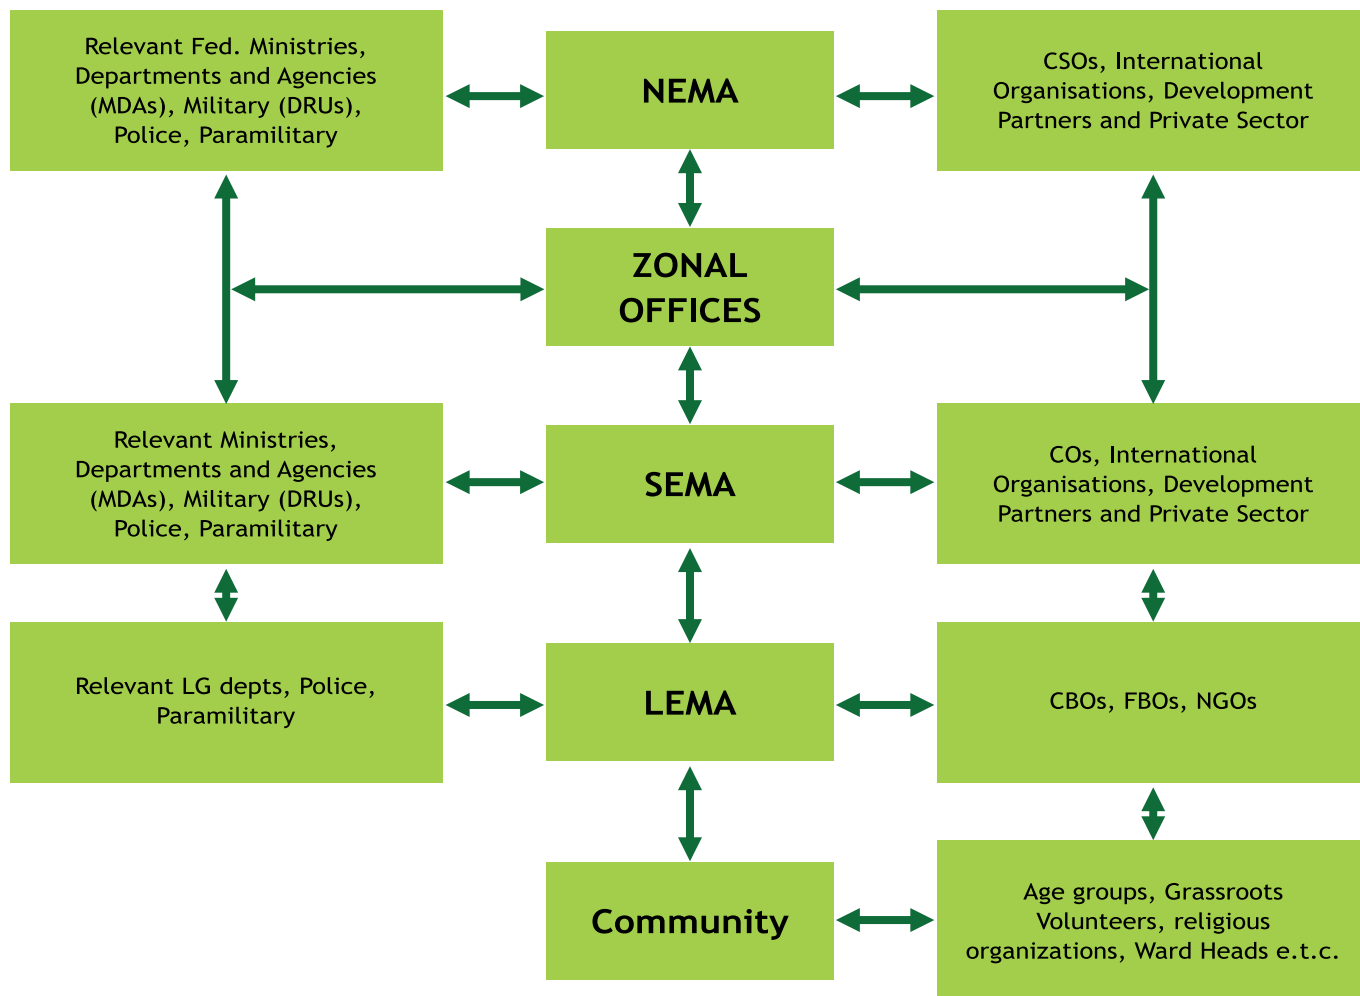 Relevant Fed. Ministries,
Departments and Agencies
(MDAs), Military (DRUs),
Police, Paramilitary
NEMA
CSOs, International
Organisations, Development
Partners and Private Sector
ZONAL
OFFICES
Relevant Ministries,
Departments and Agencies
(MDAs), Military (DRUs),
Police, Paramilitary
SEMA
COs, International
Organisations, Development
Partners and Private Sector
Relevant LG depts, Police,
Paramilitary
LEMA
CBOs, FBOs, NGOs
Community
Age groups, Grassroots
Volunteers, religious
organizations, Ward Heads e.t.c.